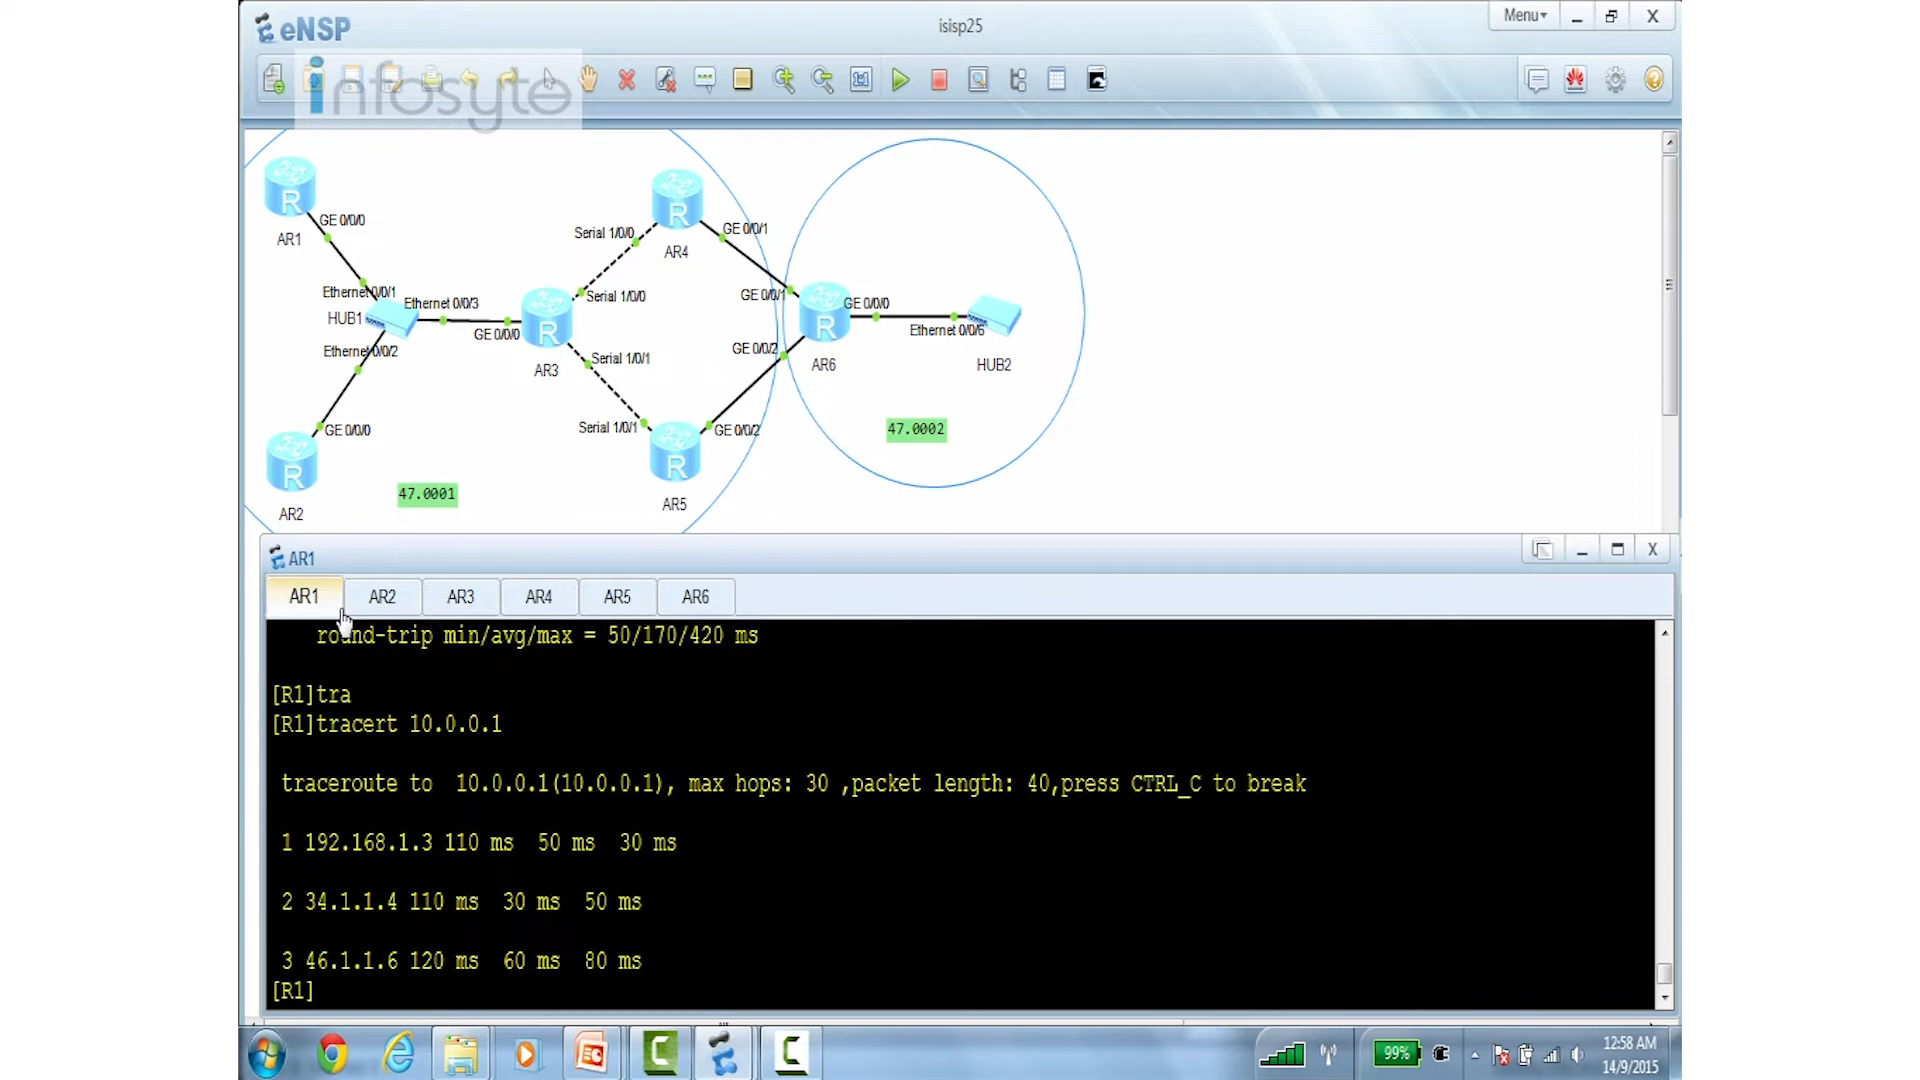 eNSP
isisp25
Menu
infosyte
AR1
GE 0/0/0
Ethernet 0/0/1
HUB1
Ethernet 0/0/3
Ethernet 0/0/2
GE 0/0/0
AR2
47.0001
GE 0/0/0
AR3
Serial 1/0/0
Serial 1/0/0
Serial 1/0/1
Serial 1/0/1
AR4
GE 0/0/1
GE 0/0/1
AR5
GE 0/0/2
GE 0/0/2
AR6
GE 0/0/0
Ethernet 0/0/6
HUB2
47.0002
AR1
AR1 AR2 AR3 AR4 AR5 AR6
round-trip min/avg/max = 50/170/420 ms
[R1]tra
[R1]tracert 10.0.0.1
traceroute to 10.0.0.1(10.0.0.1), max hops: 30 ,packet length: 40,press CTRL_C to break
1 192.168.1.3 110 ms 50 ms 30 ms
2 34.1.1.4 110 ms 30 ms 50 ms
3 46.1.1.6 120 ms 60 ms 80 ms
[R1]
99%
12:58 AM
14/9/2015